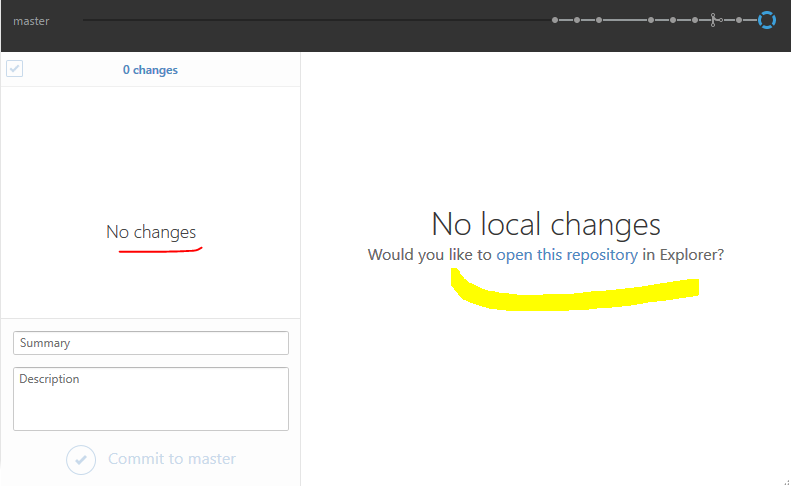 master
0 changes
No changes
No local changes
Would you like to open this repository in Explorer?
Summary
Description
Commit to master